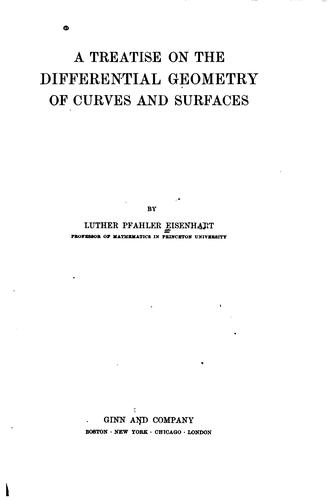 A TREATISE ON THE
DIFFERENTIAL GEOMETRY
OF CURVES AND SURFACES
BY
LUTHER PFAHLER EISENHART
PROFESSOR OF MATHEMATICS IN PRINCETON UNIVERSITY
GINN AND COMPANY
BOSTON · NEW YORK · CHICAGO · LONDON